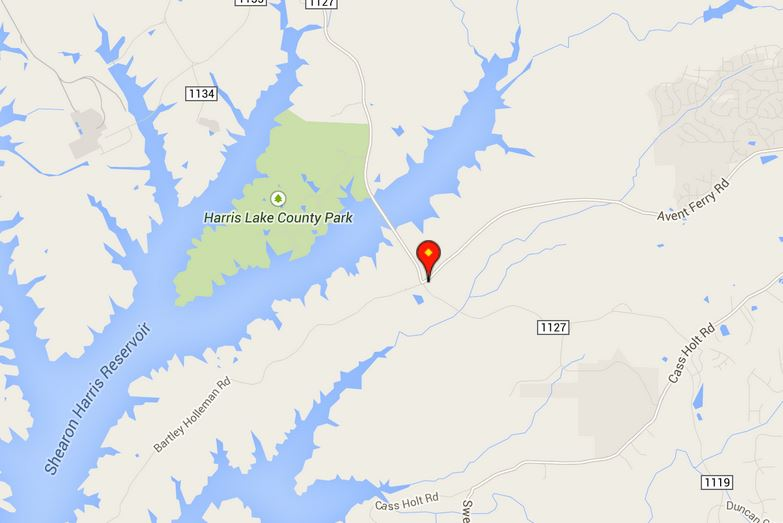 1127
1134
Harris Lake County Park
Avent Ferry Rd
1127
Cass Holt Rd
Shearon Harris Reservoir
Bartley Holleman Rd
1119
Cass Holt Rd